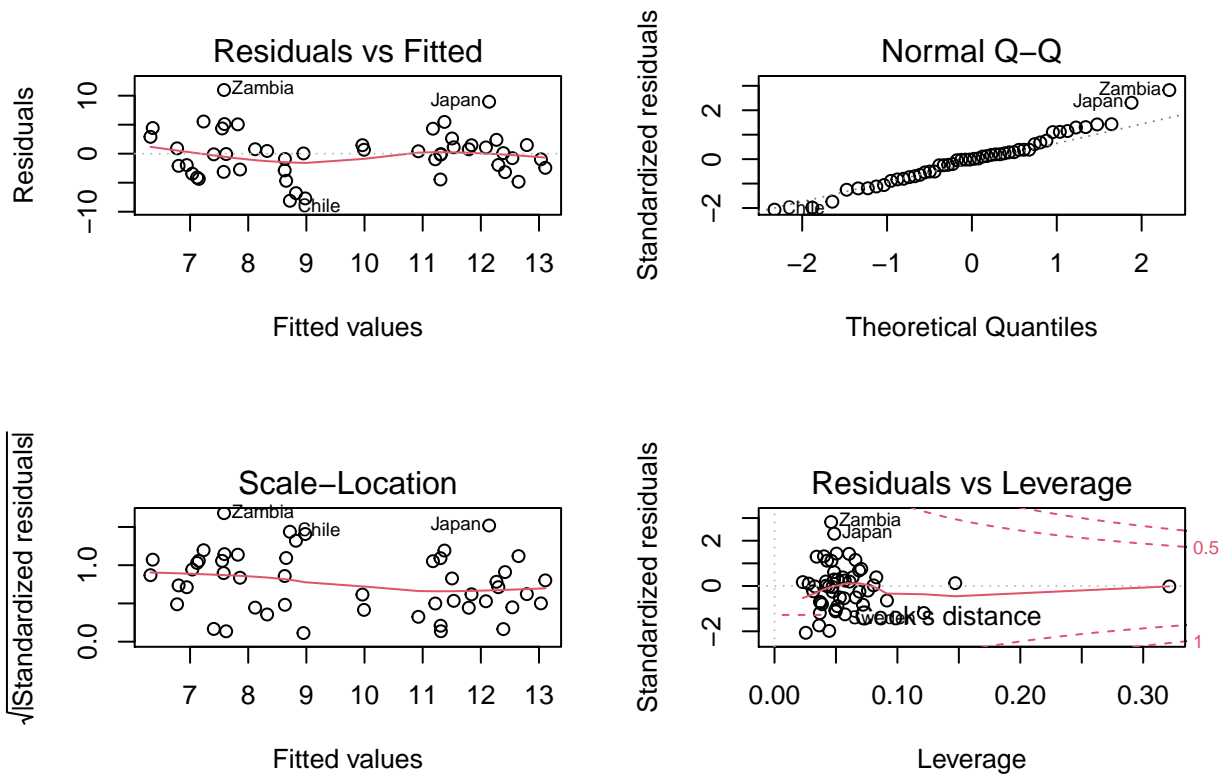 Residuals vs Fitted
Residuals
10
0
−10
Zambia
Japan
Chile
7 8 9 10 11 12 13
Fitted values
Normal Q−Q
Standardized residuals
2
0
−2
Zambia
Japan
Chile
−2 −1 0 1 2
Theoretical Quantiles
Scale−Location
√|Standardized residuals|
1.0
0.0
Zambia
Chile
Japan
7 8 9 10 11 12 13
Fitted values
Residuals vs Leverage
Standardized residuals
2
0
−2
Zambia
Japan
0.5
Cook's distance
Sweden
1
0.00 0.10 0.20 0.30
Leverage